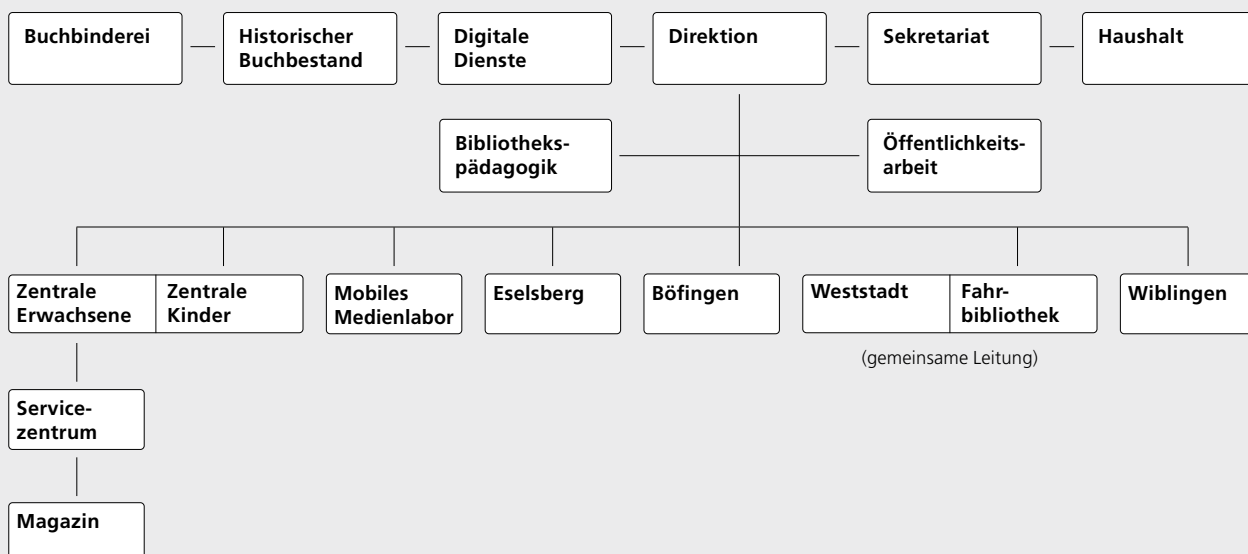 Buchbinderei
Historischer
Buchbestand
Digitale
Dienste
Direktion
Sekretariat
Haushalt
Bibliotheks-
pädagogik
Öffentlichkeits-
arbeit
Zentrale
Erwachsene
Zentrale
Kinder
Mobiles
Medienlabor
Eselsberg
Böfingen
Weststadt
Fahr-
bibliothek
Wiblingen
(gemeinsame Leitung)
Service-
zentrum
Magazin